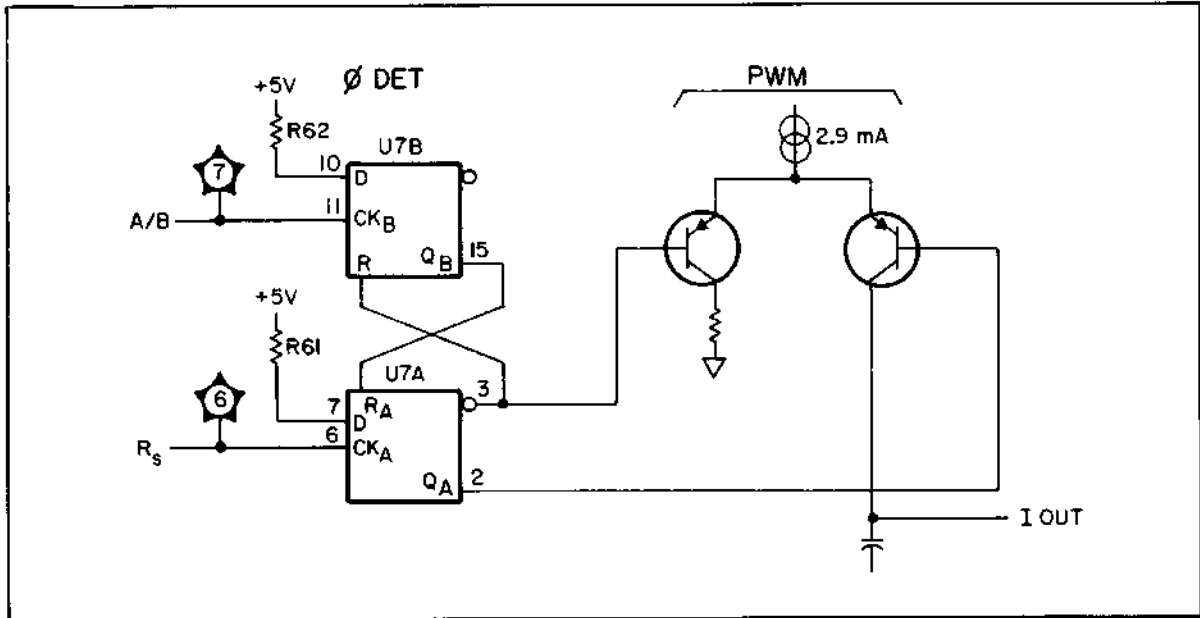 Ø DET
PWM
+5V
R62
2.9 mA
U7B
10
D
7
A/B
11
CKB
R
QB
15
+5V
R61
U7A
3
7
RA
D
6
6
CKA
Rs
QA
2
I OUT